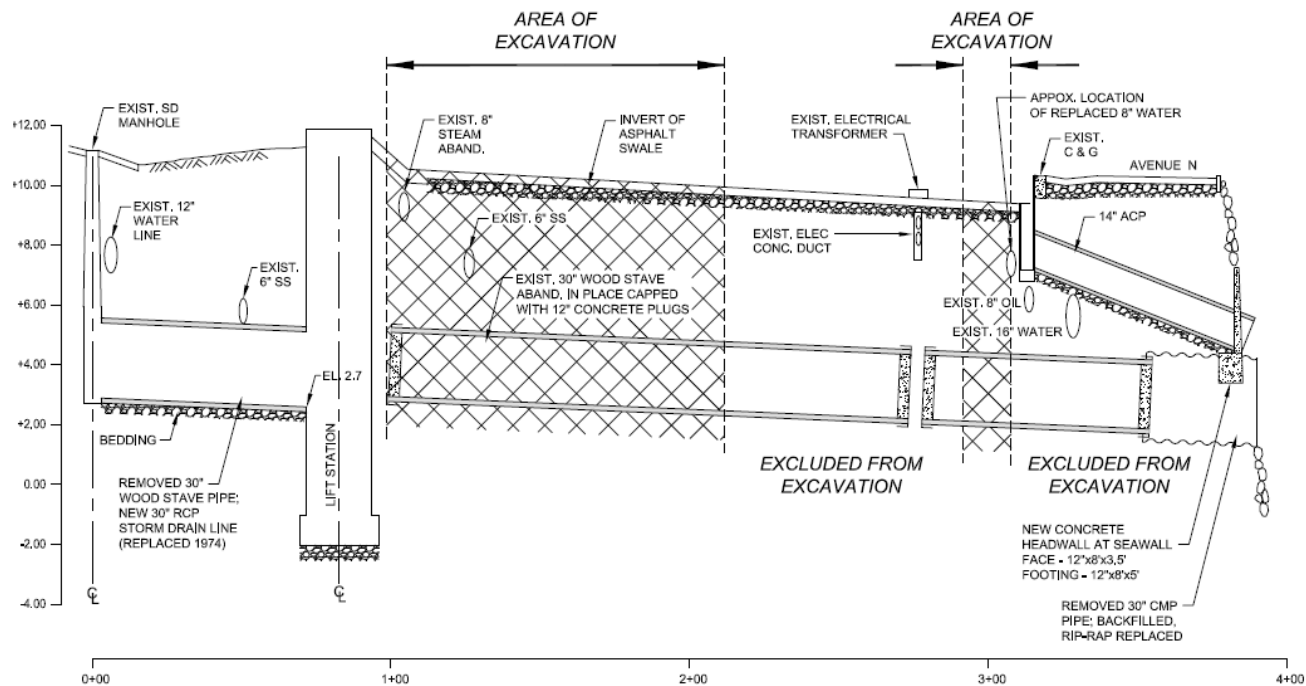 AREA OF
EXCAVATION
AREA OF
EXCAVATION
+12.00
+10.00
+8.00
+6.00
+4.00
+2.00
0.00
-2.00
-4.00
EXIST. SD
MANHOLE
EXIST. 12"
WATER
LINE
EXIST.
6" SS
EXIST. 8"
STEAM
ABAND.
INVERT OF
ASPHALT
SWALE
EXIST. ELECTRICAL
TRANSFORMER
APPOX. LOCATION
OF REPLACED 8" WATER
EXIST.
C & G
AVENUE N
EXIST. 6" SS
EXIST. ELEC
CONC. DUCT
14" ACP
EXIST. 30" WOOD STAVE
ABAND. IN PLACE CAPPED
WITH 12" CONCRETE PLUGS
EXIST. 8" OIL
EXIST. 16" WATER
EL. 2.7
BEDDING
LIFT STATION
REMOVED 30"
WOOD STAVE PIPE;
NEW 30" RCP
STORM DRAIN LINE
(REPLACED 1974)
EXCLUDED FROM
EXCAVATION
EXCLUDED FROM
EXCAVATION
NEW CONCRETE
HEADWALL AT SEAWALL
FACE - 12"x8'x3.5'
FOOTING - 12"x8'x5'
REMOVED 30" CMP
PIPE; BACKFILLED,
RIP-RAP REPLACED
℄
℄
0+00
1+00
2+00
3+00
4+00